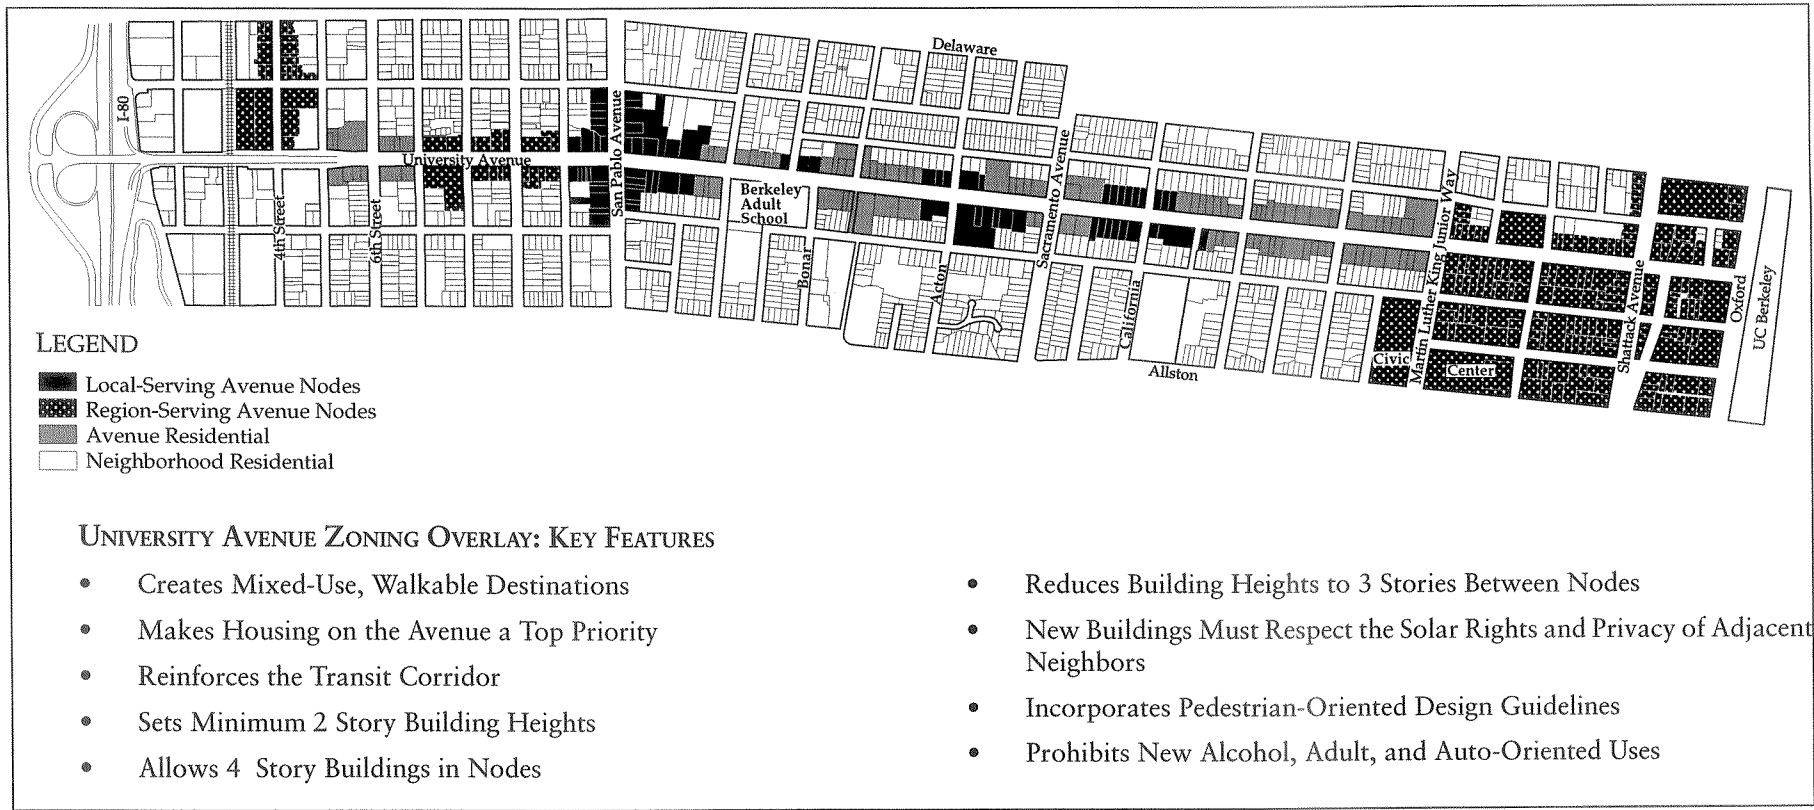 Delaware
I-80
San Pablo Avenue
University Avenue
Sacramento Avenue
Berkeley
Adult
School
Martin Luther King Junior Way
4th Street
6th Street
Bonar
Acton
California
Shattack Avenue
Oxford
UC Berkeley
Civic
Center
Allston
LEGEND
Local-Serving Avenue Nodes
Region-Serving Avenue Nodes
Avenue Residential
Neighborhood Residential
UNIVERSITY AVENUE ZONING OVERLAY: KEY FEATURES
• Creates Mixed-Use, Walkable Destinations
• Makes Housing on the Avenue a Top Priority
• Reinforces the Transit Corridor
• Sets Minimum 2 Story Building Heights
• Allows 4 Story Buildings in Nodes
• Reduces Building Heights to 3 Stories Between Nodes
• New Buildings Must Respect the Solar Rights and Privacy of Adjacent
Neighbors
• Incorporates Pedestrian-Oriented Design Guidelines
• Prohibits New Alcohol, Adult, and Auto-Oriented Uses